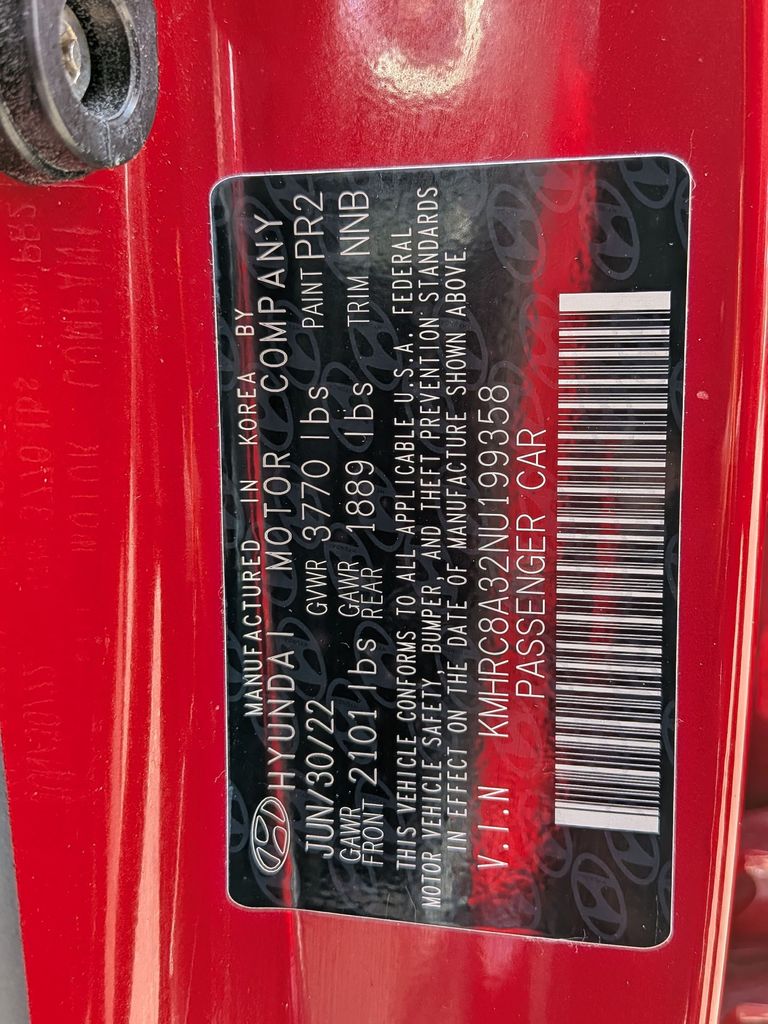 MANUFACTURED IN KOREA BY
HYUNDAI MOTOR COMPANY
JUN/30/22 GVWR 3770 lbs PAINT PR2
GAWR FRONT 2101 lbs GAWR REAR 1889 lbs TRIM NNB
THIS VEHICLE CONFORMS TO ALL APPLICABLE U.S.A. FEDERAL
MOTOR VEHICLE SAFETY, BUMPER, AND THEFT PREVENTION STANDARDS
IN EFFECT ON THE DATE OF MANUFACTURE SHOWN ABOVE.
V.I.N KMHRC8A32NU199358
PASSENGER CAR